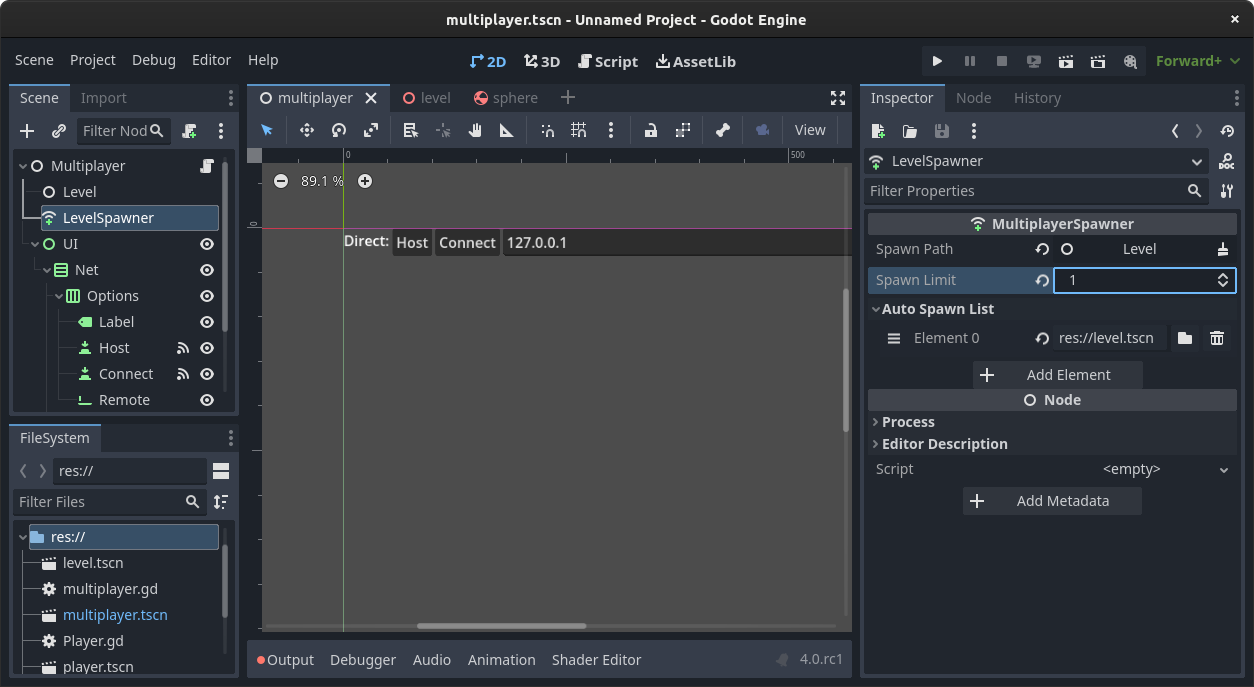 multiplayer.tscn - Unnamed Project - Godot Engine
Scene Project Debug Editor Help
2D 3D Script AssetLib
Forward+
Scene Import
Filter Nod
Multiplayer
Level
LevelSpawner
UI
Net
Options
Label
Host
Connect
Remote
FileSystem
res://
Filter Files
res://
level.tscn
multiplayer.gd
multiplayer.tscn
Player.gd
player.tscn
multiplayer level sphere
View
0 500
89.1 %
0
Direct: Host Connect 127.0.0.1
Output Debugger Audio Animation Shader Editor 4.0.rc1
Inspector Node History
LevelSpawner
DOC
Filter Properties
MultiplayerSpawner
Spawn Path Level
Spawn Limit 1
Auto Spawn List
Element 0 res://level.tscn
Add Element
Node
Process
Editor Description
Script <empty>
Add Metadata